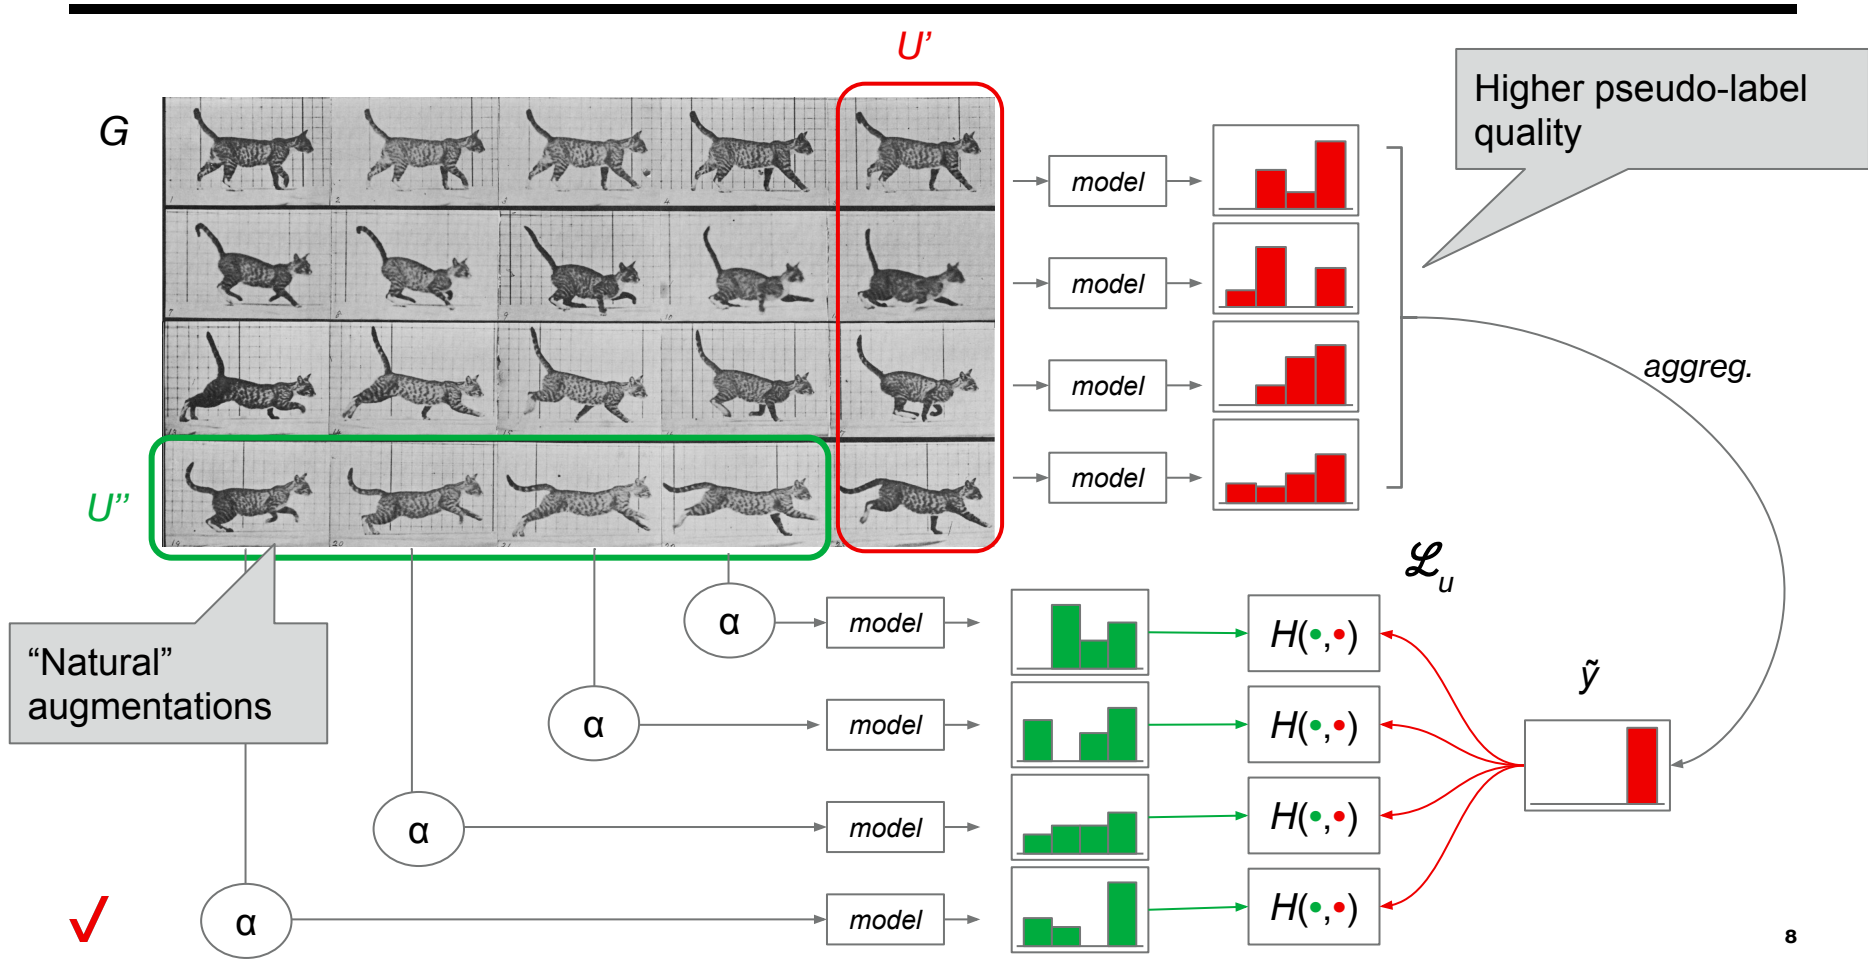 U’
G
Higher pseudo-label
quality
model
model
model
model
aggreg.
U’’
ℒu
“Natural”
augmentations
α
model
H(•,•)
ỹ
α
model
H(•,•)
α
model
H(•,•)
α
model
H(•,•)
✓
8